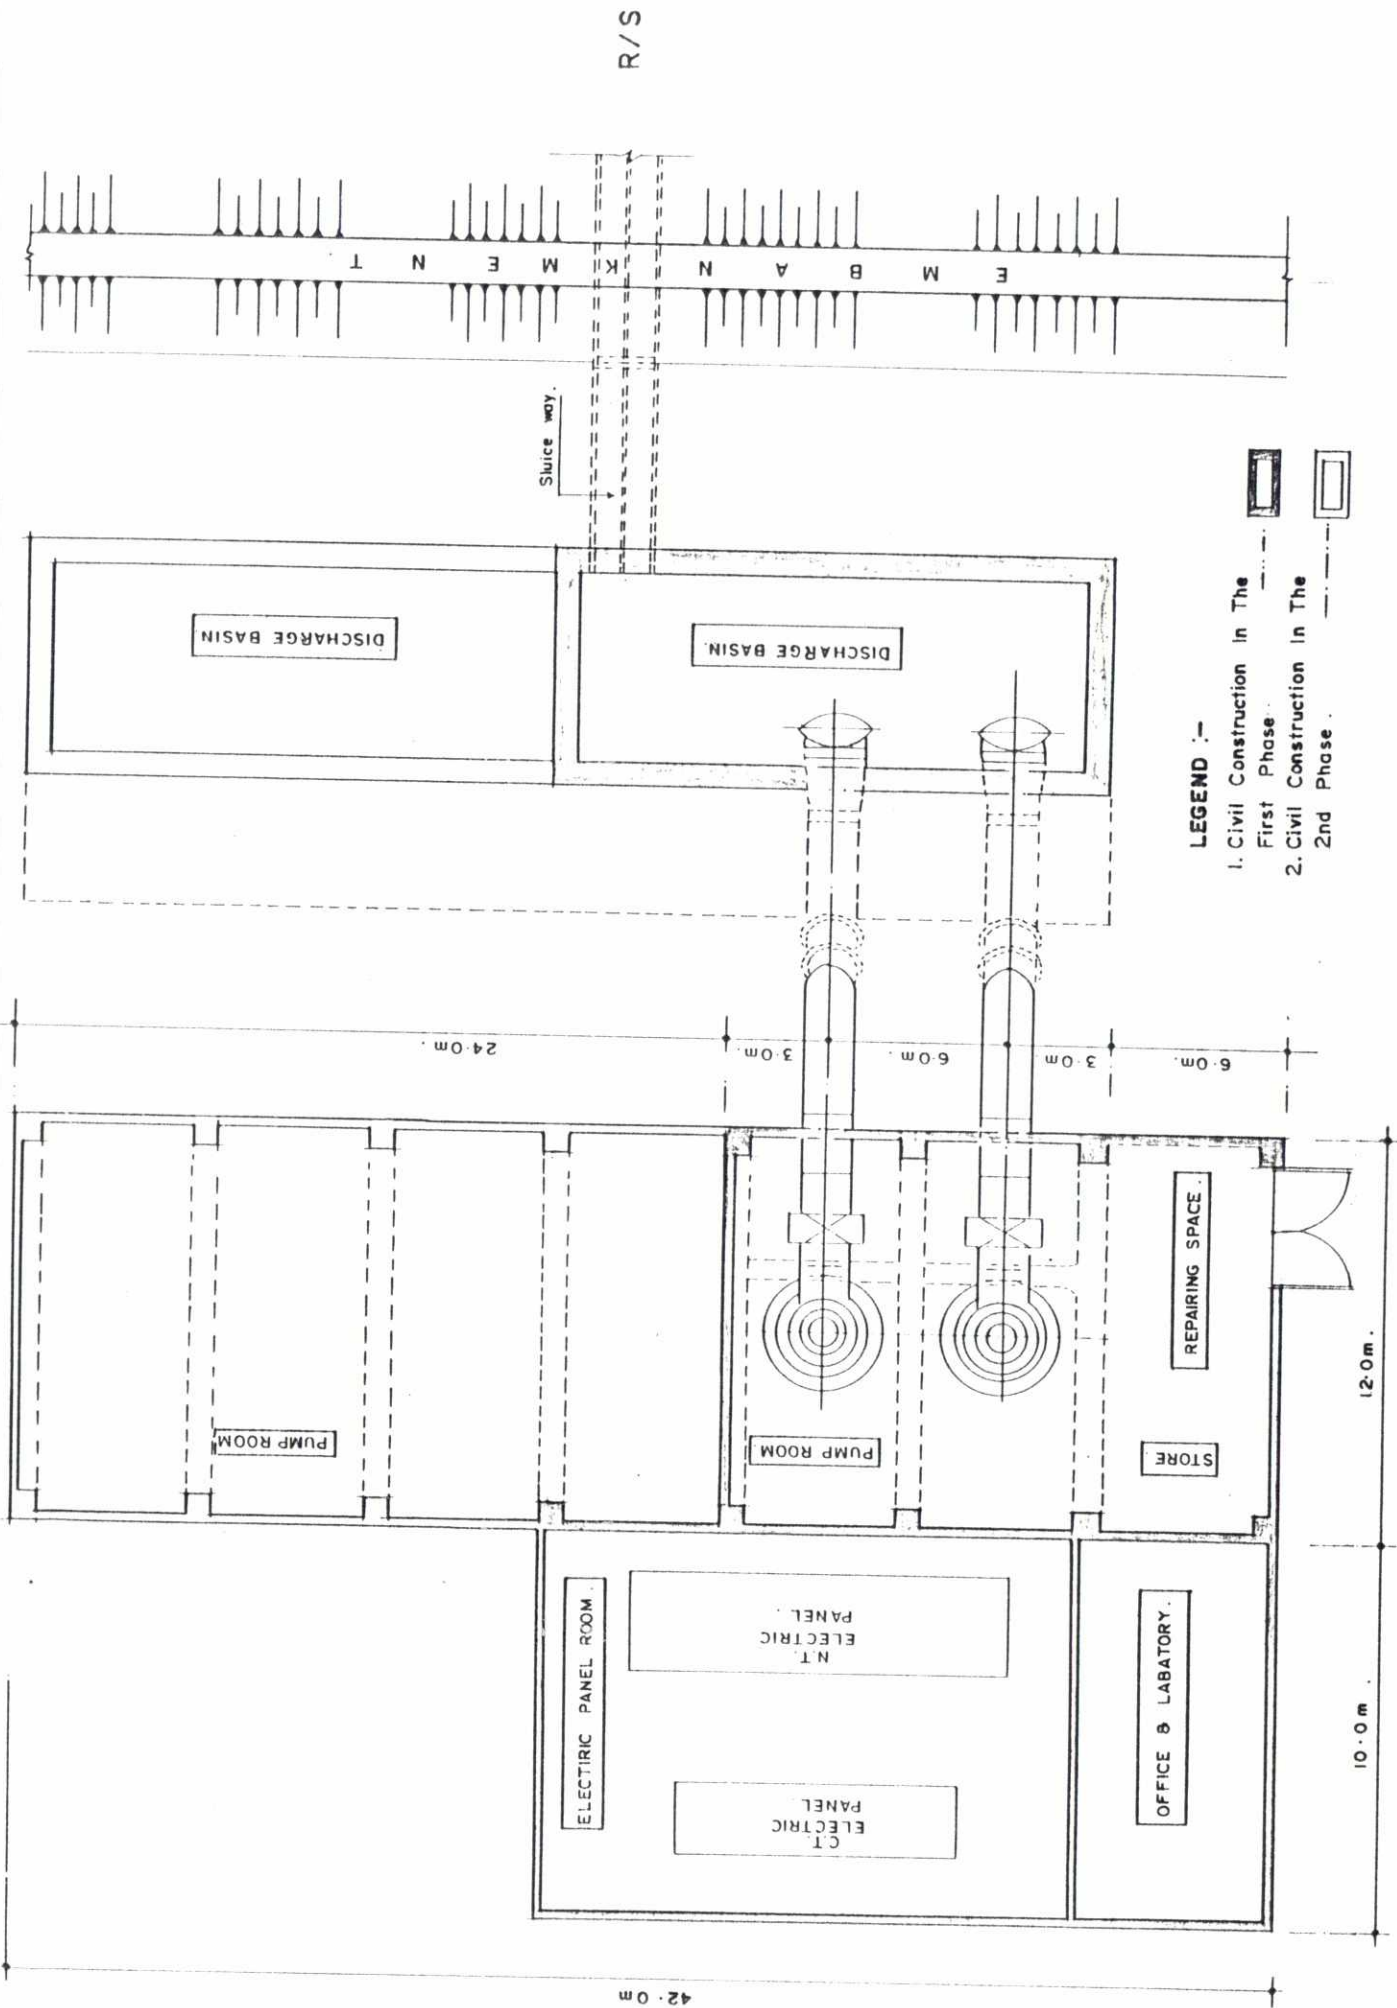 R/S
EMBANKMENT
Sluice way.
DISCHARGE BASIN.
DISCHARGE BASIN.
LEGEND :-
1. Civil Construction In The
First Phase
2. Civil Construction In The
2nd Phase.
24·0m.
3·0m.
6·0m.
3·0m
6·0m.
PUMP ROOM
PUMP ROOM
REPAIRING SPACE.
STORE
12·0m.
ELECTIRIC PANEL ROOM.
N.T.
ELECTRIC
PANEL.
C.T.
ELECTRIC
PANEL
OFFICE & LABATORY.
10·0m.
42·0m